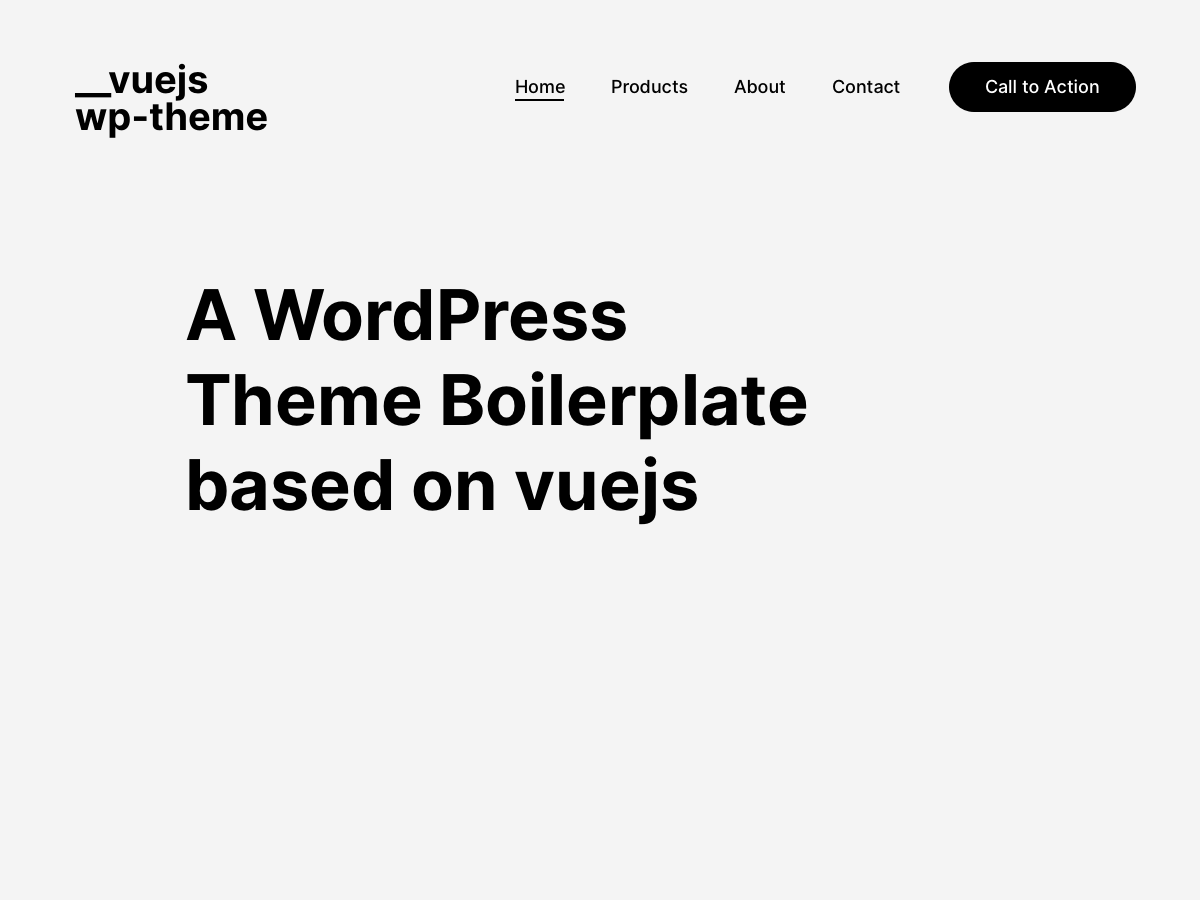 __vuejs
wp-theme
Home Products About Contact Call to Action
A WordPress
Theme Boilerplate
based on vuejs